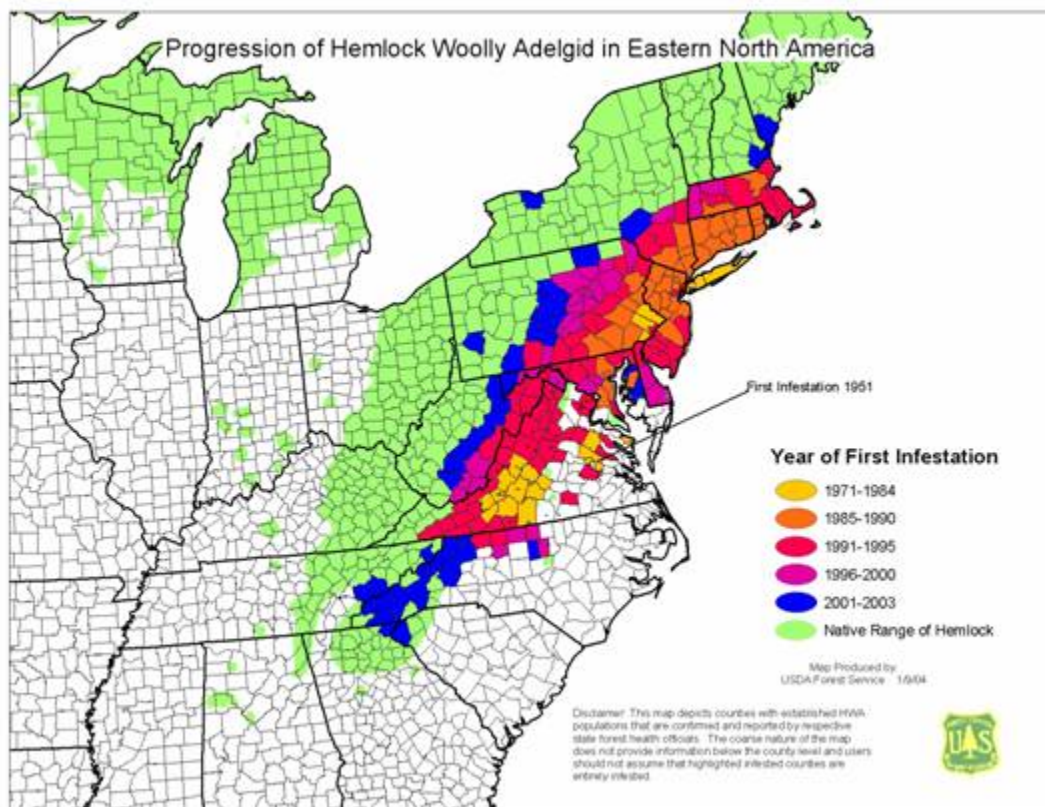 Progression of Hemlock Woolly Adelgid in Eastern North America
First Infestation 1951
Year of First Infestation
1971-1984
1985-1990
1991-1995
1996-2000
2001-2003
Native Range of Hemlock
Map Produced by
USDA Forest Service 1/9/04
Disclaimer: This map depicts counties with established HWA
populations that are confirmed and reported by respective
state forest health officials. The coarse nature of the map
does not provide information below the county level and users
should not assume that highlighted infested counties are
entirely infested.
U S